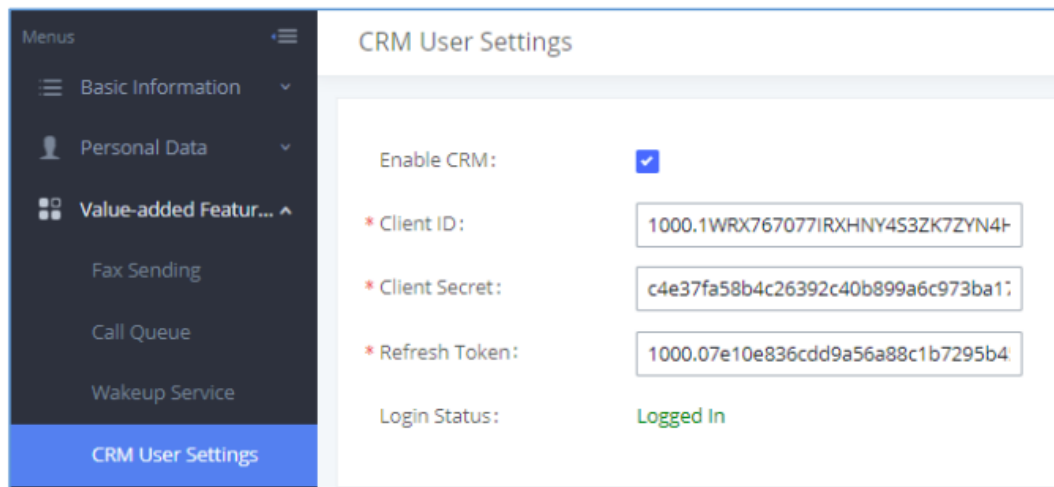 Menus
Basic Information
Personal Data
Value-added Featur...
Fax Sending
Call Queue
Wakeup Service
CRM User Settings
CRM User Settings
Enable CRM:
* Client ID: 1000.1WRX767077IRXHNY4S3ZK7ZYN4H
* Client Secret: c4e37fa58b4c26392c40b899a6c973ba17
* Refresh Token: 1000.07e10e836cdd9a56a88c1b7295b4
Login Status: Logged In